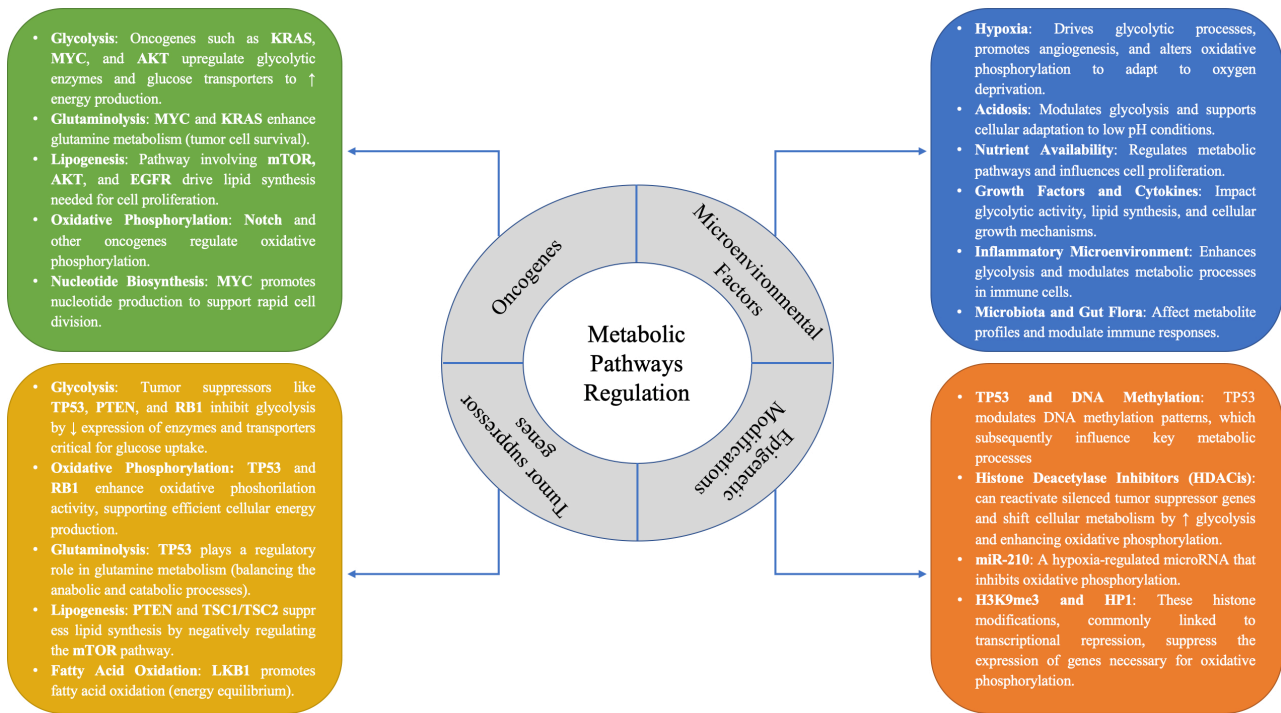 • Glycolysis: Oncogenes such as KRAS,
MYC, and AKT upregulate glycolytic
enzymes and glucose transporters to ↑
energy production.
• Glutaminolysis: MYC and KRAS enhance
glutamine metabolism (tumor cell survival).
• Lipogenesis: Pathway involving mTOR,
AKT, and EGFR drive lipid synthesis
needed for cell proliferation.
• Oxidative Phosphorylation: Notch and
other oncogenes regulate oxidative
phosphorylation.
• Nucleotide Biosynthesis: MYC promotes
nucleotide production to support rapid cell
division.
• Hypoxia: Drives glycolytic processes,
promotes angiogenesis, and alters oxidative
phosphorylation to adapt to oxygen
deprivation.
• Acidosis: Modulates glycolysis and supports
cellular adaptation to low pH conditions.
• Nutrient Availability: Regulates metabolic
pathways and influences cell proliferation.
• Growth Factors and Cytokines: Impact
glycolytic activity, lipid synthesis, and cellular
growth mechanisms.
• Inflammatory Microenvironment: Enhances
glycolysis and modulates metabolic processes
in immune cells.
• Microbiota and Gut Flora: Affect metabolite
profiles and modulate immune responses.
Oncogenes
Microenvironmental
Factors
Metabolic
Pathways
Regulation
Tumor suppressor
genes
Epigenetic
Modifications
• Glycolysis: Tumor suppressors like
TP53, PTEN, and RB1 inhibit glycolysis
by ↓ expression of enzymes and transporters
critical for glucose uptake.
• Oxidative Phosphorylation: TP53 and
RB1 enhance oxidative phoshorilation
activity, supporting efficient cellular energy
production.
• Glutaminolysis: TP53 plays a regulatory
role in glutamine metabolism (balancing the
anabolic and catabolic processes).
• Lipogenesis: PTEN and TSC1/TSC2 suppr
ess lipid synthesis by negatively regulating
the mTOR pathway.
• Fatty Acid Oxidation: LKB1 promotes
fatty acid oxidation (energy equilibrium).
• TP53 and DNA Methylation: TP53
modulates DNA methylation patterns, which
subsequently influence key metabolic
processes
• Histone Deacetylase Inhibitors (HDACis):
can reactivate silenced tumor suppressor genes
and shift cellular metabolism by ↑ glycolysis
and enhancing oxidative phosphorylation.
• miR-210: A hypoxia-regulated microRNA that
inhibits oxidative phosphorylation.
• H3K9me3 and HP1: These histone
modifications, commonly linked to
transcriptional repression, suppress the
expression of genes necessary for oxidative
phosphorylation.